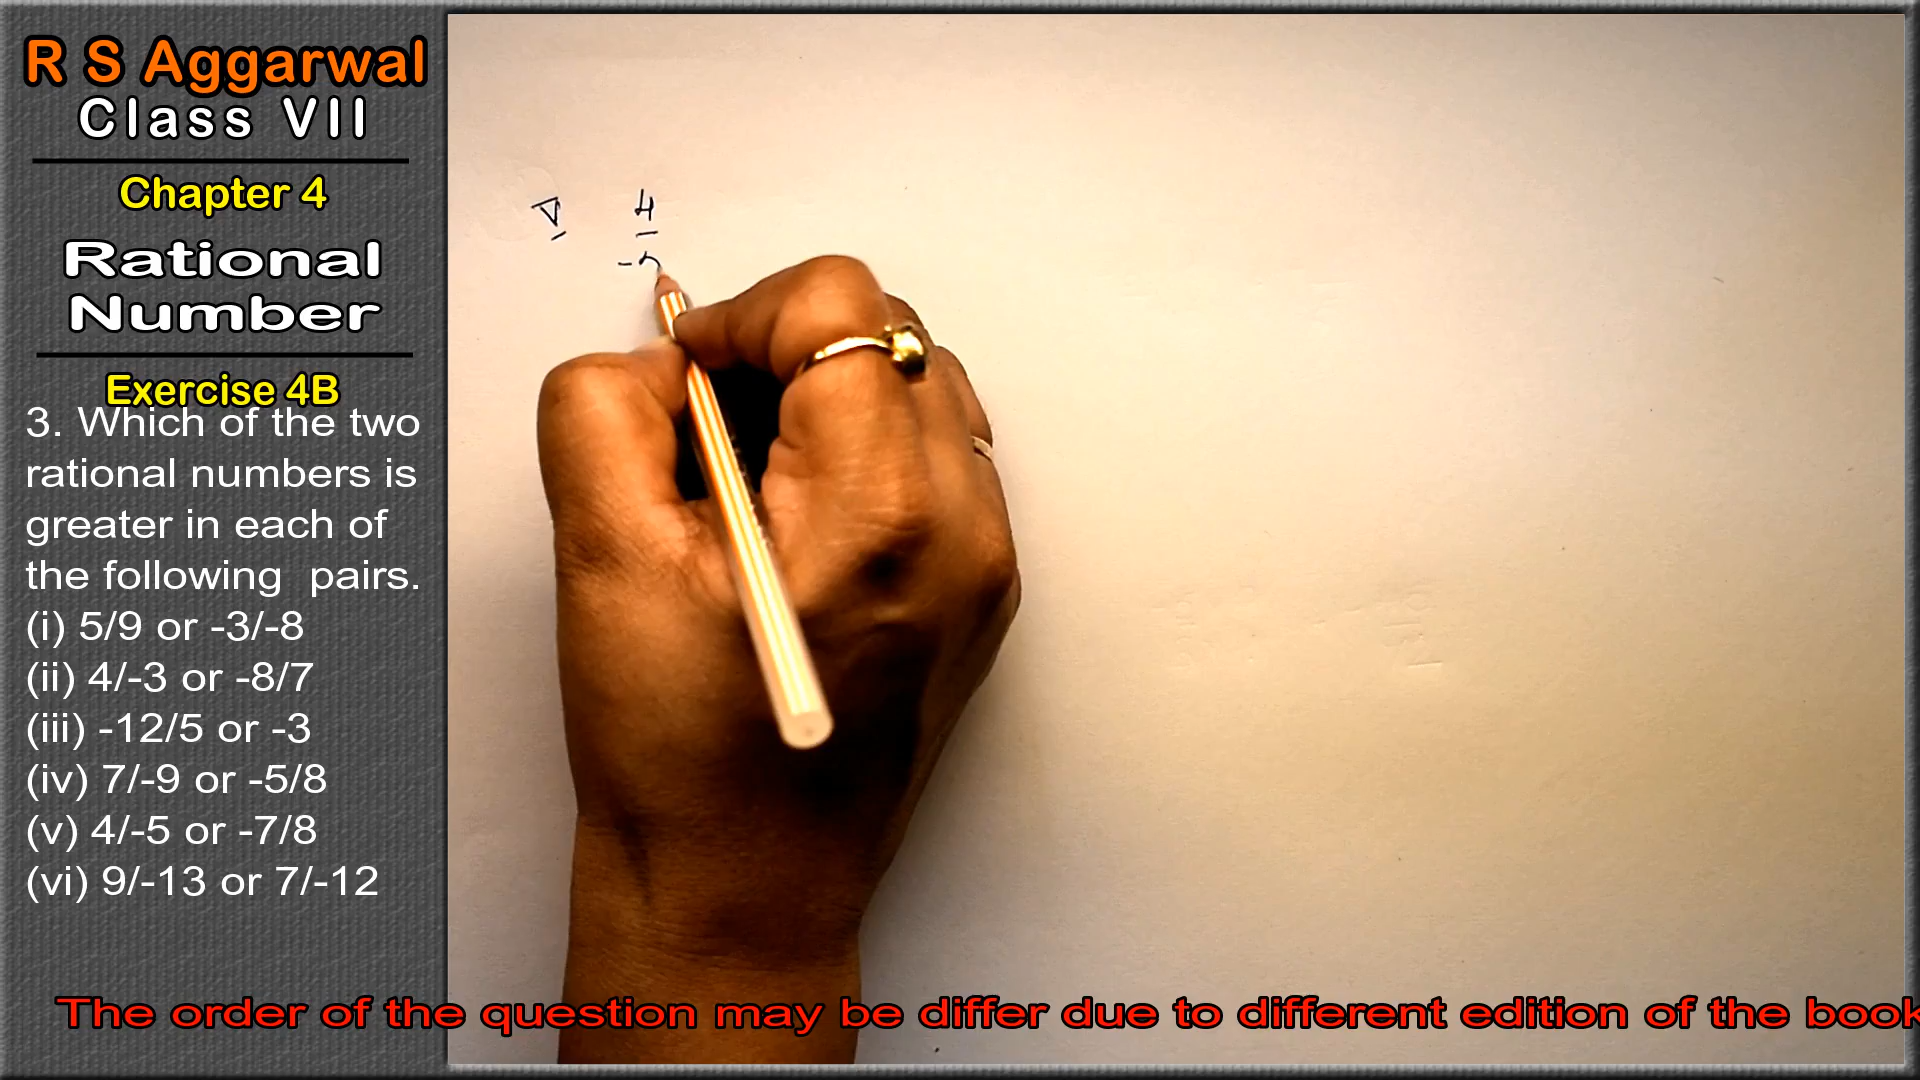 R S Aggarwal
Class VII
Chapter 4
Rational
Number
Exercise 4B
3. Which of the two
rational numbers is
greater in each of
the following pairs.
(i) 5/9 or -3/-8
(ii) 4/-3 or -8/7
(iii) -12/5 or -3
(iv) 7/-9 or -5/8
(v) 4/-5 or -7/8
(vi) 9/-13 or 7/-12
4
The order of the question may be differ due to different edition of the book